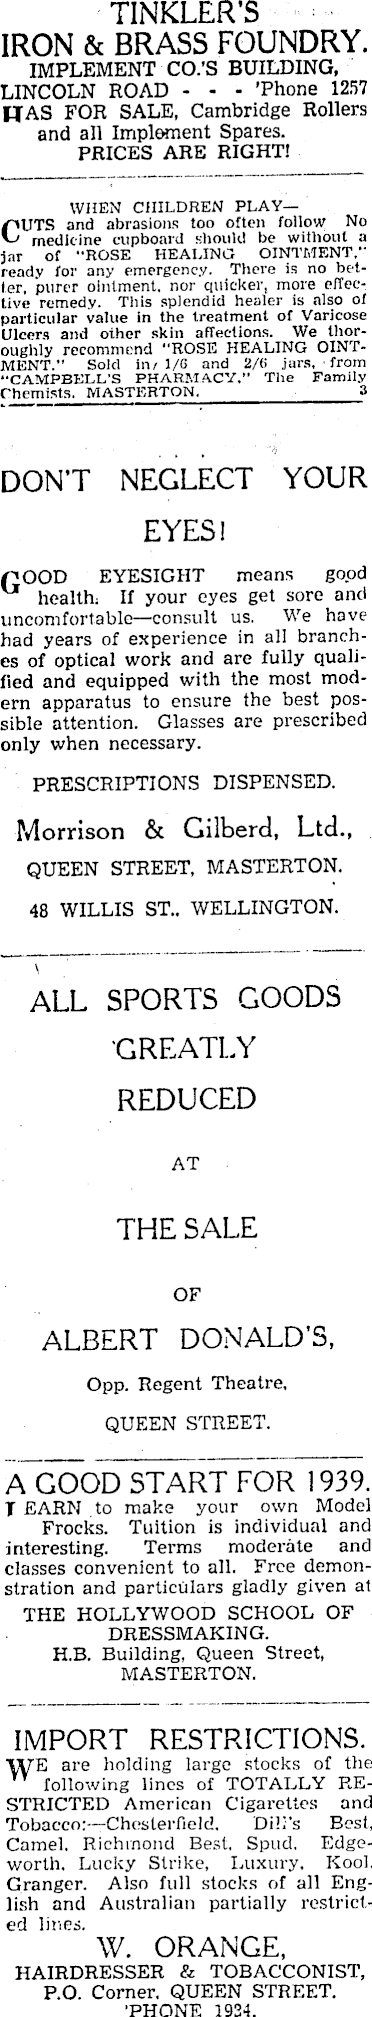 TINKLER'S
IRON & BRASS FOUNDRY.
IMPLEMENT CO.'S BUILDING,
LINCOLN ROAD - - - 'Phone 1257
HAS FOR SALE, Cambridge Rollers
and all Implement Spares.
PRICES ARE RIGHT!
WHEN CHILDREN PLAY—
CUTS and abrasions too often follow No
medicine cupboard should be without a
jar of "ROSE HEALING OINTMENT,"
ready for any emergency. There is no bet-
ter, purer ointment, nor quicker, more effec-
tive remedy. This splendid healer is also of
particular value in the treatment of Varicose
Ulcers and other skin affections. We thor-
oughly recommend "ROSE HEALING OINT-
MENT." Sold in 1/6 and 2/6 jars, from
"CAMPBELL'S PHARMACY," The Family
Chemists, MASTERTON. 3
DON'T NEGLECT YOUR
EYES!
GOOD EYESIGHT means good
health. If your eyes get sore and
uncomfortable—consult us. We have
had years of experience in all branch-
es of optical work and are fully quali-
fied and equipped with the most mod-
ern apparatus to ensure the best pos-
sible attention. Glasses are prescribed
only when necessary.
PRESCRIPTIONS DISPENSED.
Morrison & Gilberd, Ltd.,
QUEEN STREET, MASTERTON.
48 WILLIS ST., WELLINGTON.
ALL SPORTS GOODS
GREATLY
REDUCED
AT
THE SALE
OF
ALBERT DONALD'S,
Opp. Regent Theatre,
QUEEN STREET.
A GOOD START FOR 1939.
LEARN to make your own Model
Frocks. Tuition is individual and
interesting. Terms moderate and
classes convenient to all. Free demon-
stration and particulars gladly given at
THE HOLLYWOOD SCHOOL OF
DRESSMAKING.
H.B. Building, Queen Street,
MASTERTON.
IMPORT RESTRICTIONS.
WE are holding large stocks of the
following lines of TOTALLY RE-
STRICTED American Cigarettes and
Tobacco:—Chesterfield, Dill's Best,
Camel, Richmond Best, Spud, Edge-
worth, Lucky Strike, Luxury, Kool,
Granger. Also full stocks of all Eng-
lish and Australian partially restrict-
ed lines.
W. ORANGE,
HAIRDRESSER & TOBACCONIST,
P.O. Corner, QUEEN STREET.
'PHONE 1934.